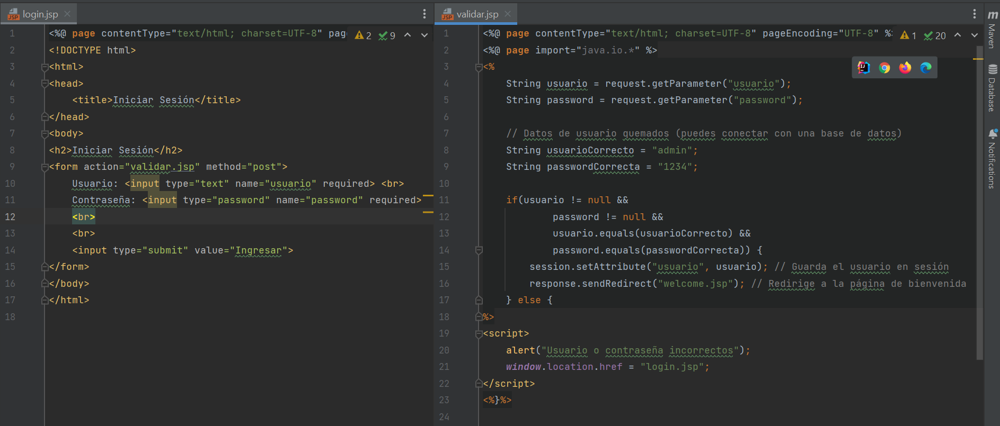 login.jsp
1 <%@ page contentType="text/html; charset=UTF-8" pag
2 9
2 <!DOCTYPE html>
3 <html>
4 <head>
5 <title>Iniciar Sesión</title>
6 </head>
7 <body>
8 <h2>Iniciar Sesión</h2>
9 <form action="validar.jsp" method="post">
10 Usuario: <input type="text" name="usuario" required> <br>
11 Contraseña: <input type="password" name="password" required>
12 <br>
13 <br>
14 <input type="submit" value="Ingresar">
15 </form>
16 </body>
17 </html>
18
validar.jsp
1 <%@ page contentType="text/html; charset=UTF-8" pageEncoding="UTF-8" %>
1 20
2 <%@ page import="java.io.*" %>
3 <%
4 String usuario = request.getParameter("usuario");
5 String password = request.getParameter("password");
6
7 // Datos de usuario quemados (puedes conectar con una base de datos)
8 String usuarioCorrecto = "admin";
9 String passwordCorrecta = "1234";
10
11 if(usuario != null &&
12 password != null &&
13 usuario.equals(usuarioCorrecto) &&
14 password.equals(passwordCorrecta)) {
15 session.setAttribute("usuario", usuario); // Guarda el usuario en sesión
16 response.sendRedirect("welcome.jsp"); // Redirige a la página de bienvenida
17 } else {
18 %>
19 <script>
20 alert("Usuario o contraseña incorrectos");
21 window.location.href = "login.jsp";
22 </script>
23 <%}%>
24
m
Maven
Database
Notifications